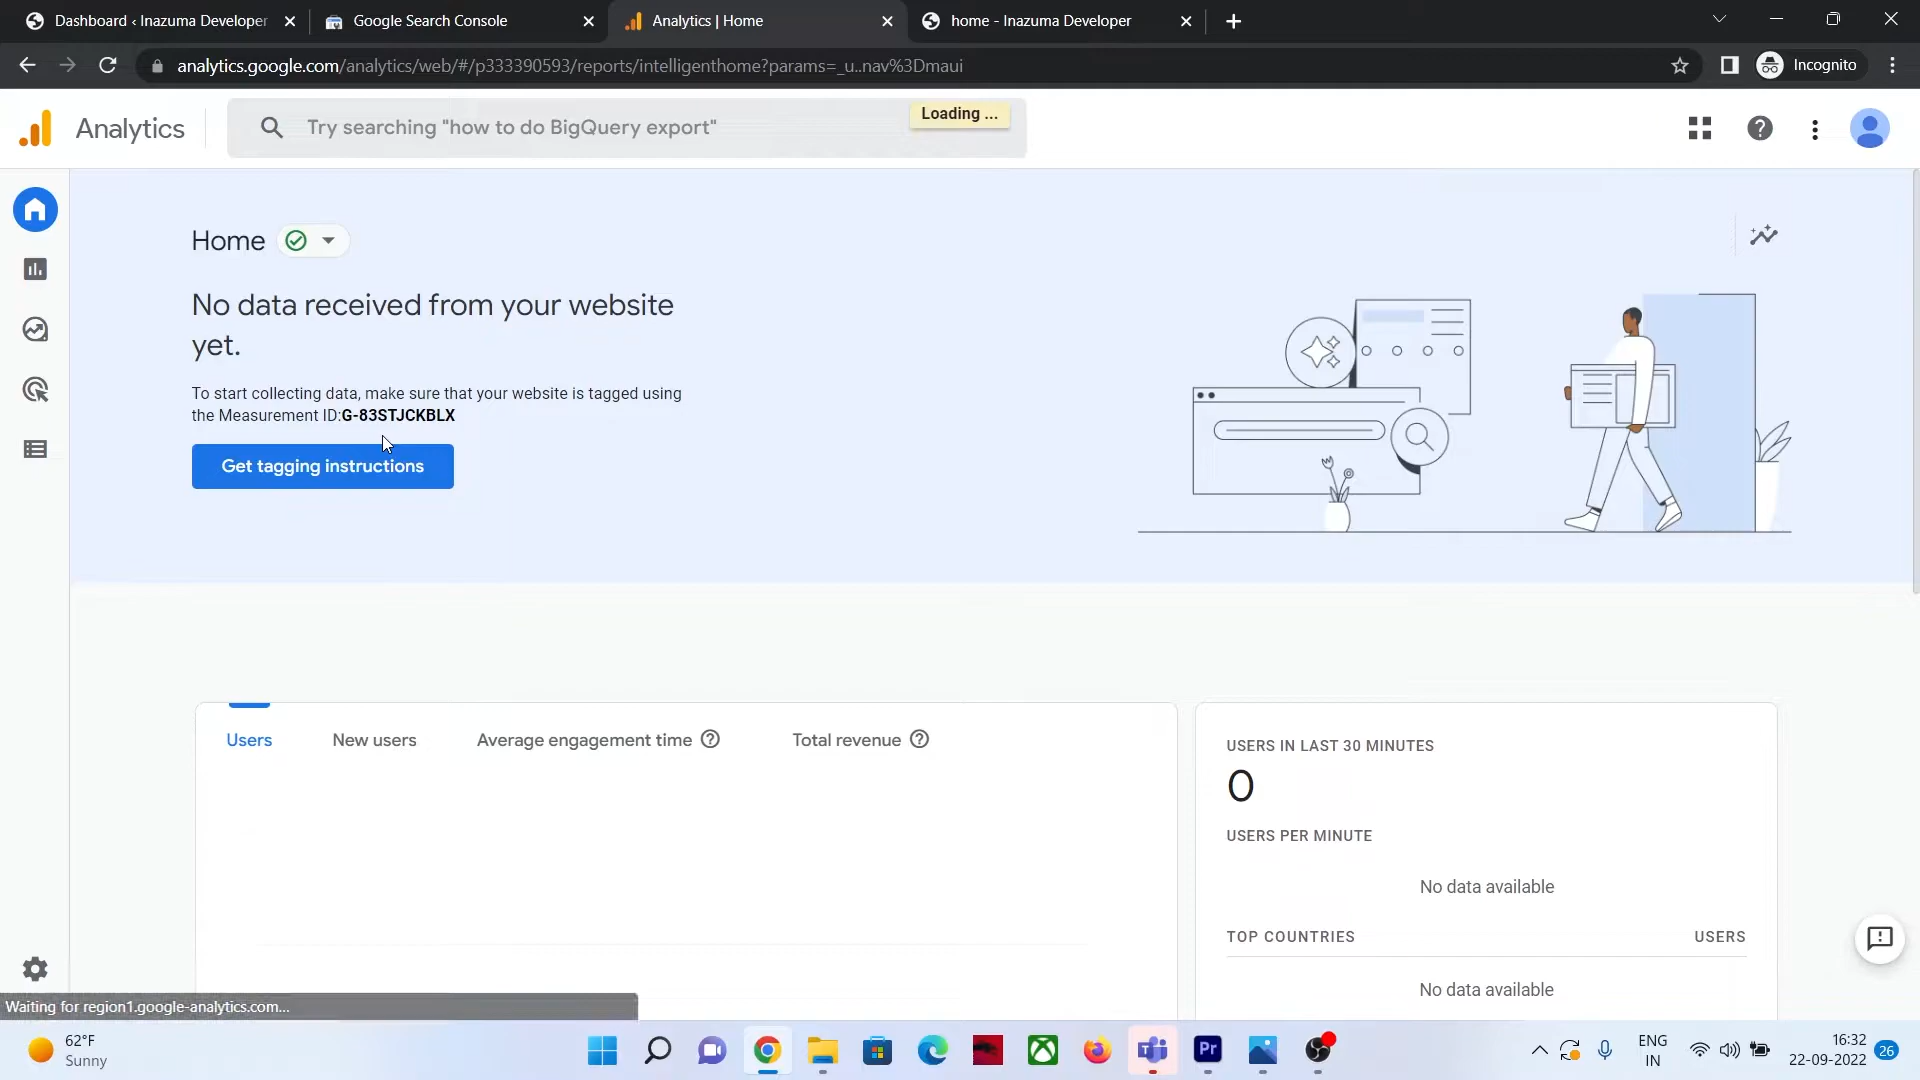 Dashboard ‹ Inazuma Developer
Google Search Console
Analytics | Home
home - Inazuma Developer
analytics.google.com/analytics/web/#/p333390593/reports/intelligenthome?params=_u..nav%3Dmaui
Incognito
Analytics
Try searching "how to do BigQuery export"
Loading ...
Home
No data received from your website
yet.
To start collecting data, make sure that your website is tagged using
the Measurement ID:G-83STJCKBLX
Get tagging instructions
Users
New users
Average engagement time
Total revenue
USERS IN LAST 30 MINUTES
0
USERS PER MINUTE
No data available
TOP COUNTRIES
USERS
No data available
Waiting for region1.google-analytics.com...
62°F
Sunny
Pr
ENG
IN
16:32
22-09-2022
26